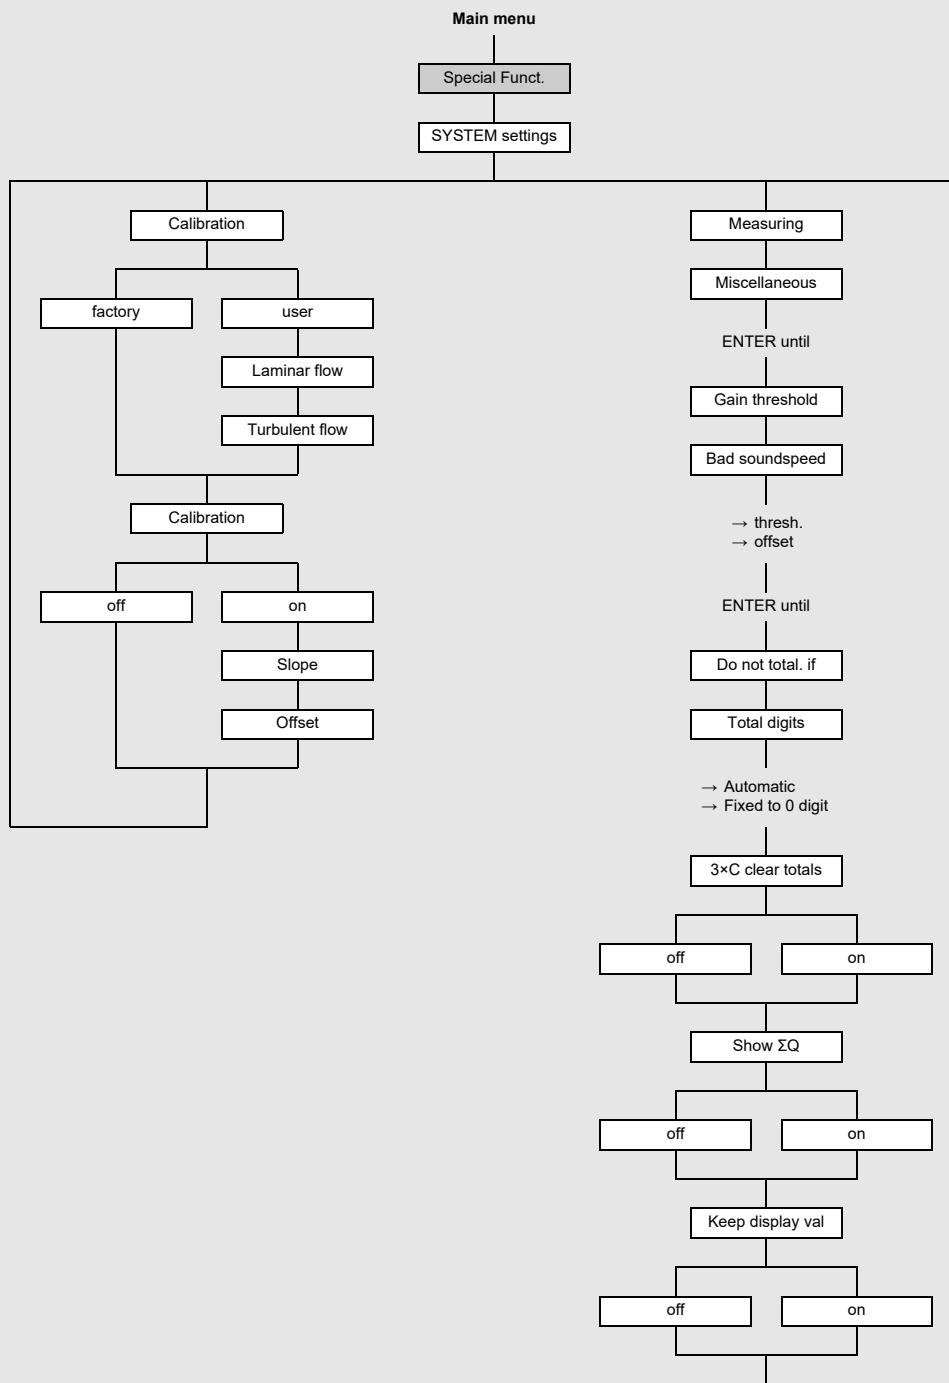 Main menu
Special Funct.
SYSTEM settings
Calibration
factory
user
Laminar flow
Turbulent flow
Calibration
off
on
Slope
Offset
Measuring
Miscellaneous
ENTER until
Gain threshold
Bad soundspeed
→ thresh.
→ offset
ENTER until
Do not total. if
Total digits
→ Automatic
→ Fixed to 0 digit
3×C clear totals
off
on
Show ΣQ
off
on
Keep display val
off
on